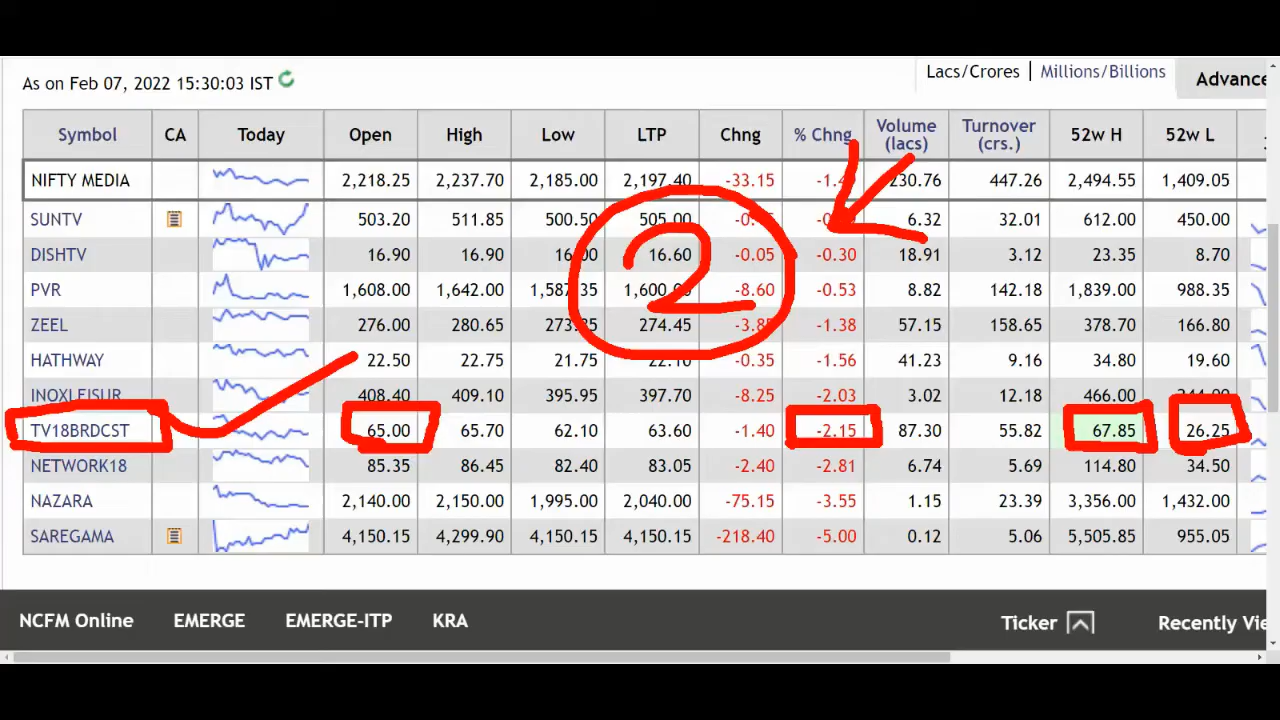 Lacs/Crores | Millions/Billions Advance
As on Feb 07, 2022 15:30:03 IST
Symbol CA Today Open High Low LTP Chng % Chng Volume (lacs) Turnover (crs.) 52w H 52w L
NIFTY MEDIA 2,218.25 2,237.70 2,185.00 2,197.40 -33.15 230.76 447.26 2,494.55 1,409.05
SUNTV 503.20 511.85 500.50 505.00 6.32 32.01 612.00 450.00
DISHTV 16.90 16.90 16.60 -0.05 -0.30 18.91 3.12 23.35 8.70
PVR 1,608.00 1,642.00 -8.60 -0.53 8.82 142.18 1,839.00 988.35
ZEEL 276.00 280.65 274.45 -1.38 57.15 158.65 378.70 166.80
HATHWAY 22.50 22.75 21.75 22.10 -0.35 -1.56 41.23 9.16 34.80 19.60
INOXLEISUR 408.40 409.10 395.95 397.70 -8.25 -2.03 3.02 12.18 466.00
TV18BRDCST 65.00 65.70 62.10 63.60 -1.40 -2.15 87.30 55.82 67.85 26.25
NETWORK18 85.35 86.45 82.40 83.05 -2.40 -2.81 6.74 5.69 114.80 34.50
NAZARA 2,140.00 2,150.00 1,995.00 2,040.00 -75.15 -3.55 1.15 23.39 3,356.00 1,432.00
SAREGAMA 4,150.15 4,299.90 4,150.15 4,150.15 -218.40 -5.00 0.12 5.06 5,505.85 955.05
2
NCFM Online EMERGE EMERGE-ITP KRA Ticker Recently Vie